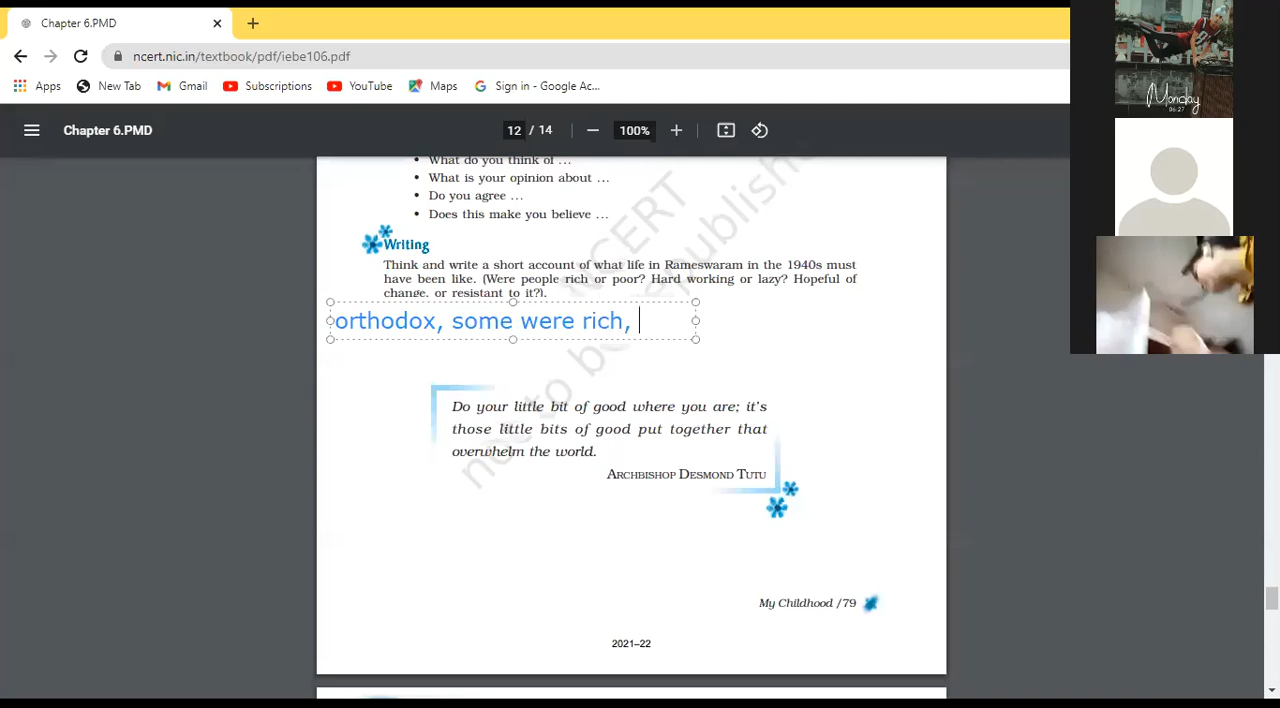 Chapter 6.PMD
ncert.nic.in/textbook/pdf/iebe106.pdf
Apps New Tab Gmail Subscriptions YouTube Maps Sign in - Google Ac...
Chapter 6.PMD 12 / 14 100%
• What do you think of ...
• What is your opinion about ...
• Do you agree ...
• Does this make you believe ...
Writing
Think and write a short account of what life in Rameswaram in the 1940s must
have been like. (Were people rich or poor? Hard working or lazy? Hopeful of
change, or resistant to it?).
orthodox, some were rich,
Do your little bit of good where you are; it's
those little bits of good put together that
overwhelm the world.
ARCHBISHOP DESMOND TUTU
My Childhood /79
2021–22
Monday
06:27